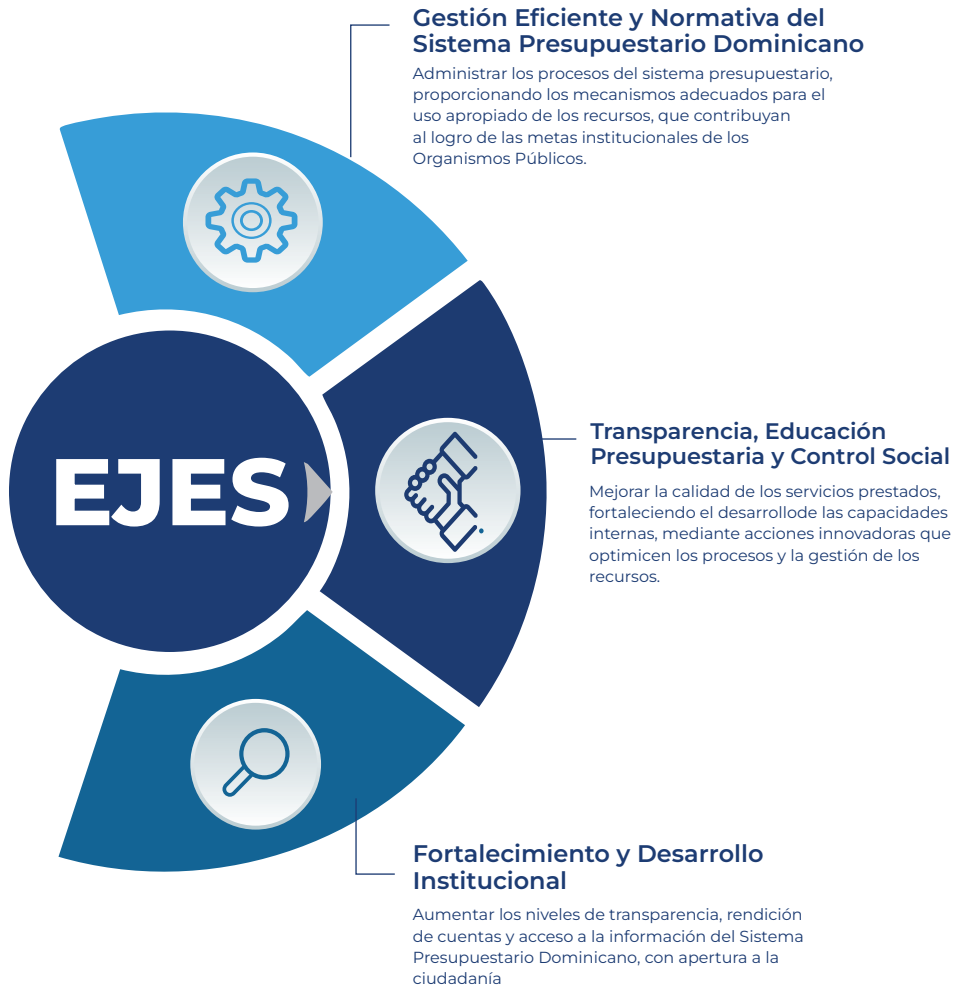 Gestión Eficiente y Normativa del
Sistema Presupuestario Dominicano
Administrar los procesos del sistema presupuestario,
proporcionando los mecanismos adecuados para el
uso apropiado de los recursos, que contribuyan
al logro de las metas institucionales de los
Organismos Públicos.
EJES
Transparencia, Educación
Presupuestaria y Control Social
Mejorar la calidad de los servicios prestados,
fortaleciendo el desarrollode las capacidades
internas, mediante acciones innovadoras que
optimicen los procesos y la gestión de los
recursos.
Fortalecimiento y Desarrollo
Institucional
Aumentar los niveles de transparencia, rendición
de cuentas y acceso a la información del Sistema
Presupuestario Dominicano, con apertura a la
ciudadanía